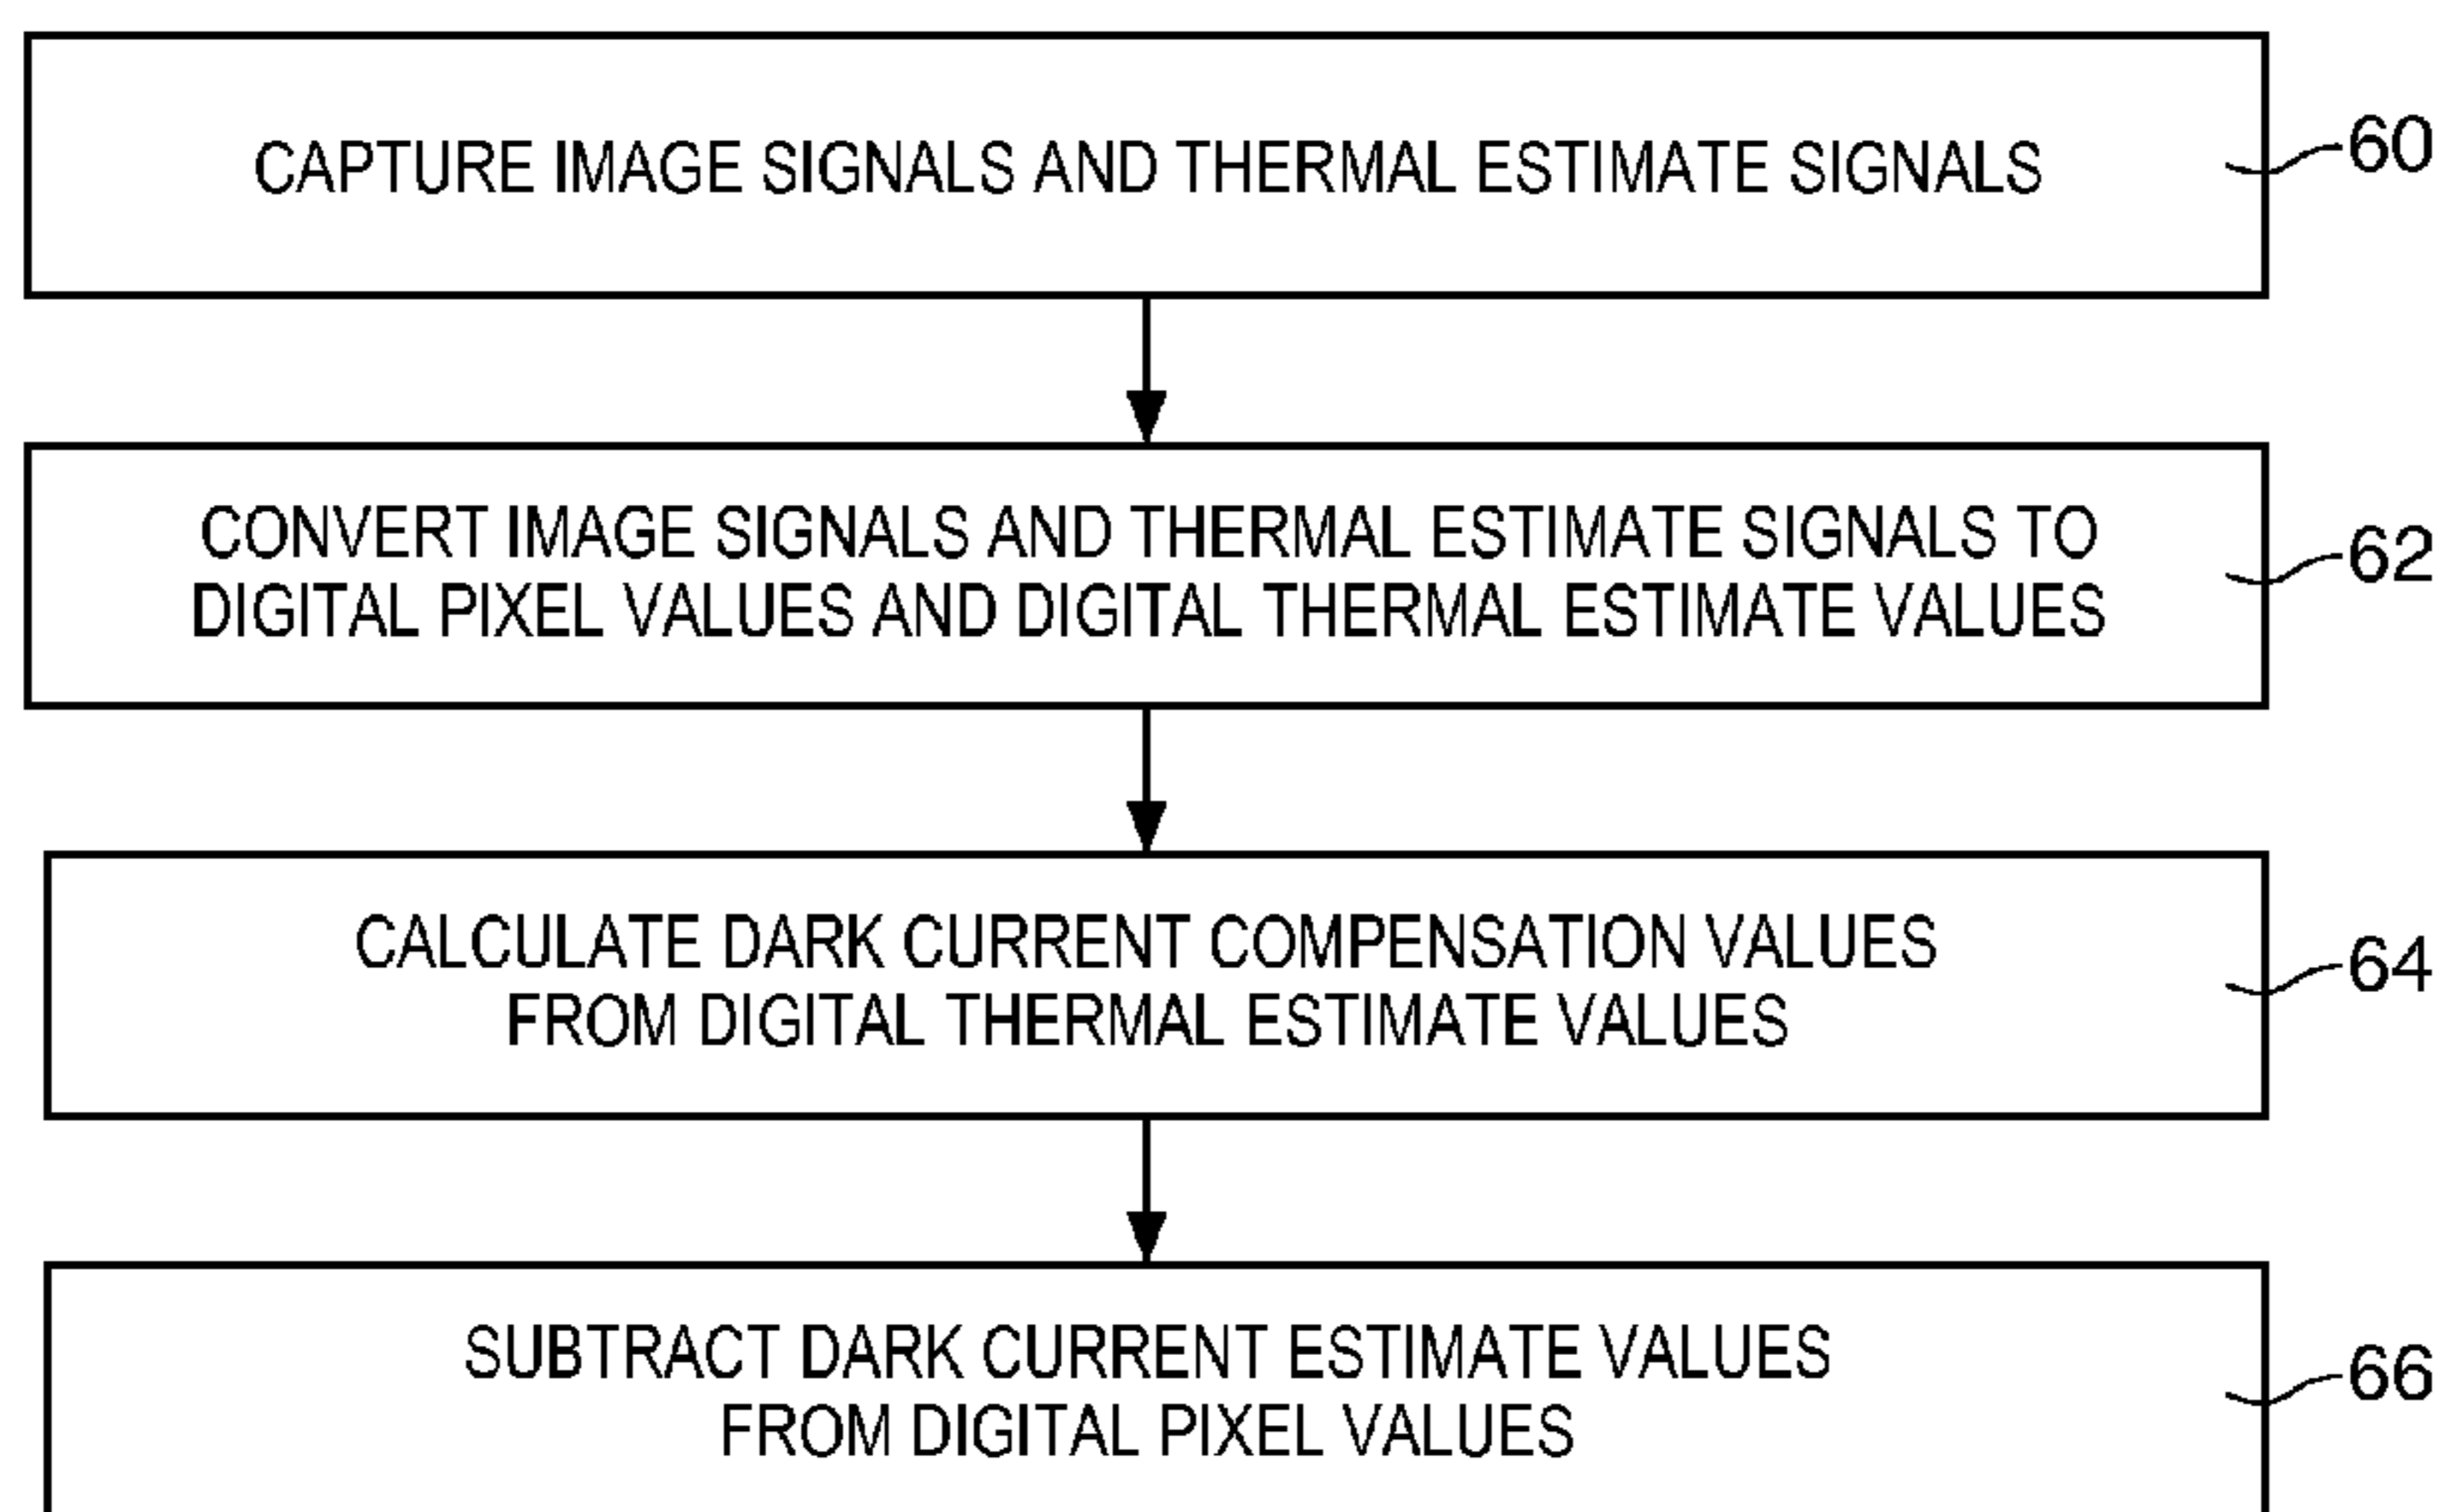 CAPTURE IMAGE SIGNALS AND THERMAL ESTIMATE SIGNALS
60
CONVERT IMAGE SIGNALS AND THERMAL ESTIMATE SIGNALS TO
DIGITAL PIXEL VALUES AND DIGITAL THERMAL ESTIMATE VALUES
62
CALCULATE DARK CURRENT COMPENSATION VALUES
FROM DIGITAL THERMAL ESTIMATE VALUES
64
SUBTRACT DARK CURRENT ESTIMATE VALUES
FROM DIGITAL PIXEL VALUES
66